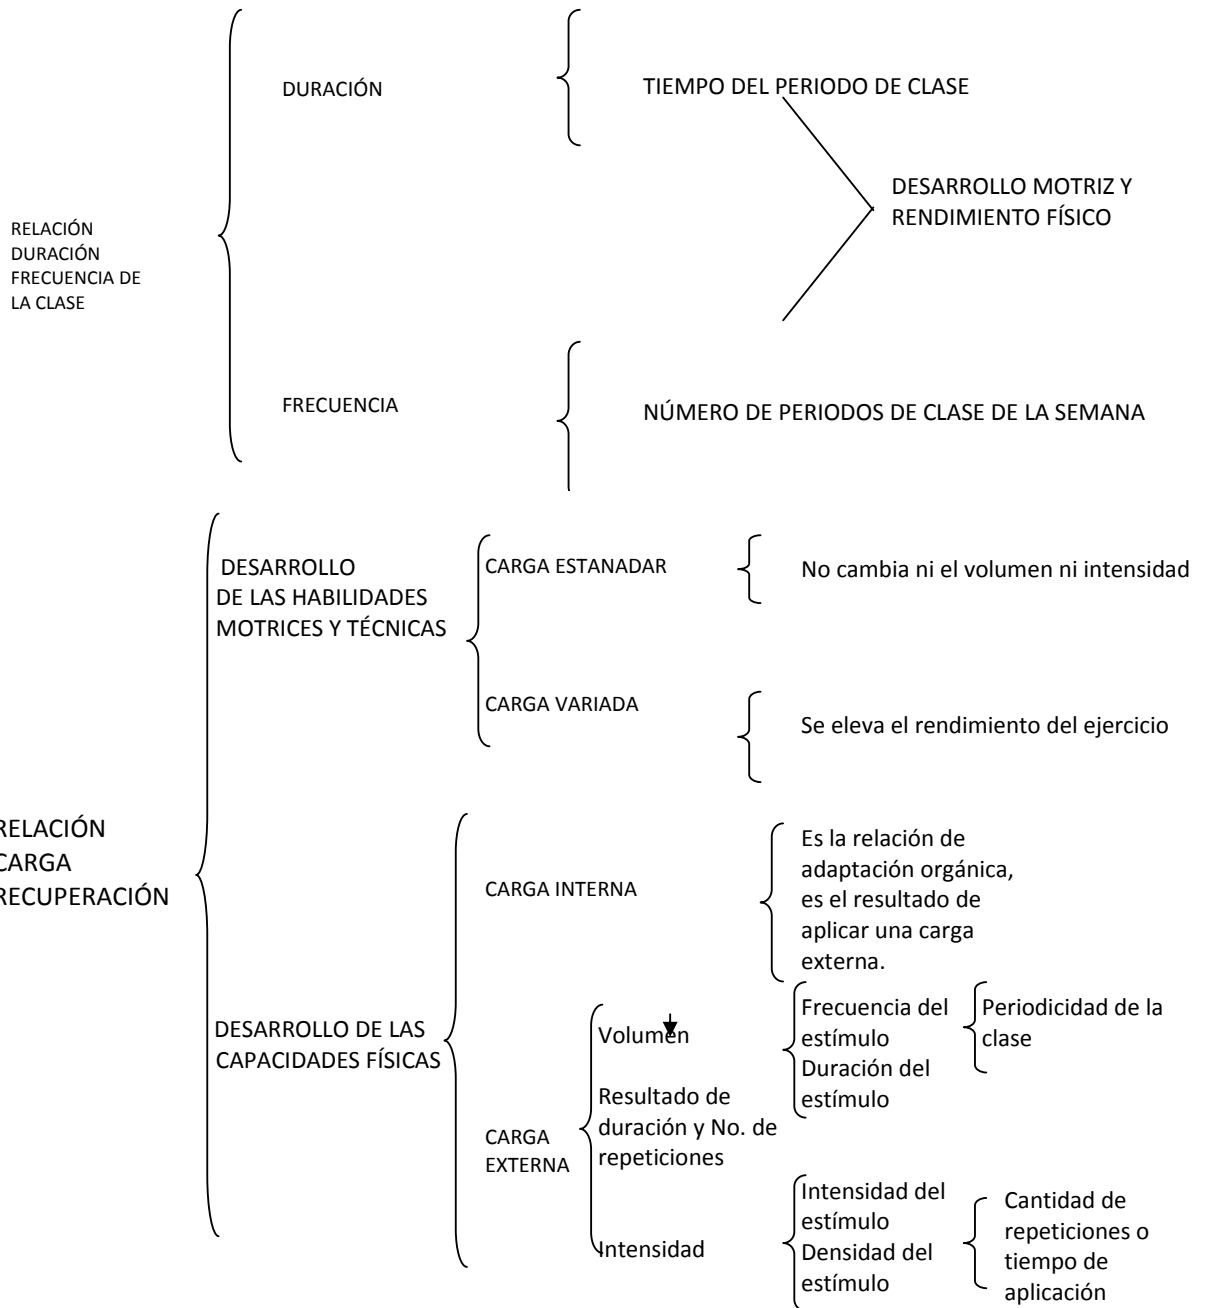 RELACIÓN
DURACIÓN
FRECUENCIA DE
LA CLASE
DURACIÓN
TIEMPO DEL PERIODO DE CLASE
DESARROLLO MOTRIZ Y
RENDIMIENTO FÍSICO
FRECUENCIA
NÚMERO DE PERIODOS DE CLASE DE LA SEMANA
RELACIÓN
CARGA
RECUPERACIÓN
DESARROLLO
DE LAS HABILIDADES
MOTRICES Y TÉCNICAS
CARGA ESTANADAR
No cambia ni el volumen ni intensidad
CARGA VARIADA
Se eleva el rendimiento del ejercicio
DESARROLLO DE LAS
CAPACIDADES FÍSICAS
CARGA INTERNA
Es la relación de
adaptación orgánica,
es el resultado de
aplicar una carga
externa.
CARGA
EXTERNA
Volumen
Resultado de
duración y No. de
repeticiones
Frecuencia del
estímulo
Duración del
estímulo
Periodicidad de la
clase
Intensidad
Intensidad del
estímulo
Densidad del
estímulo
Cantidad de
repeticiones o
tiempo de
aplicación